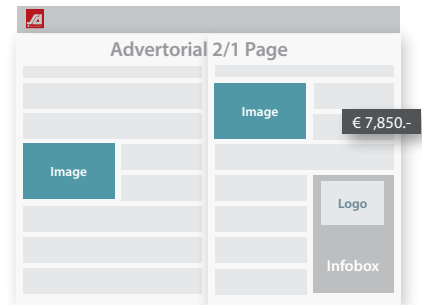 Advertorial 2/1 Page
Image
€ 7,850.-
Image
Logo
Infobox